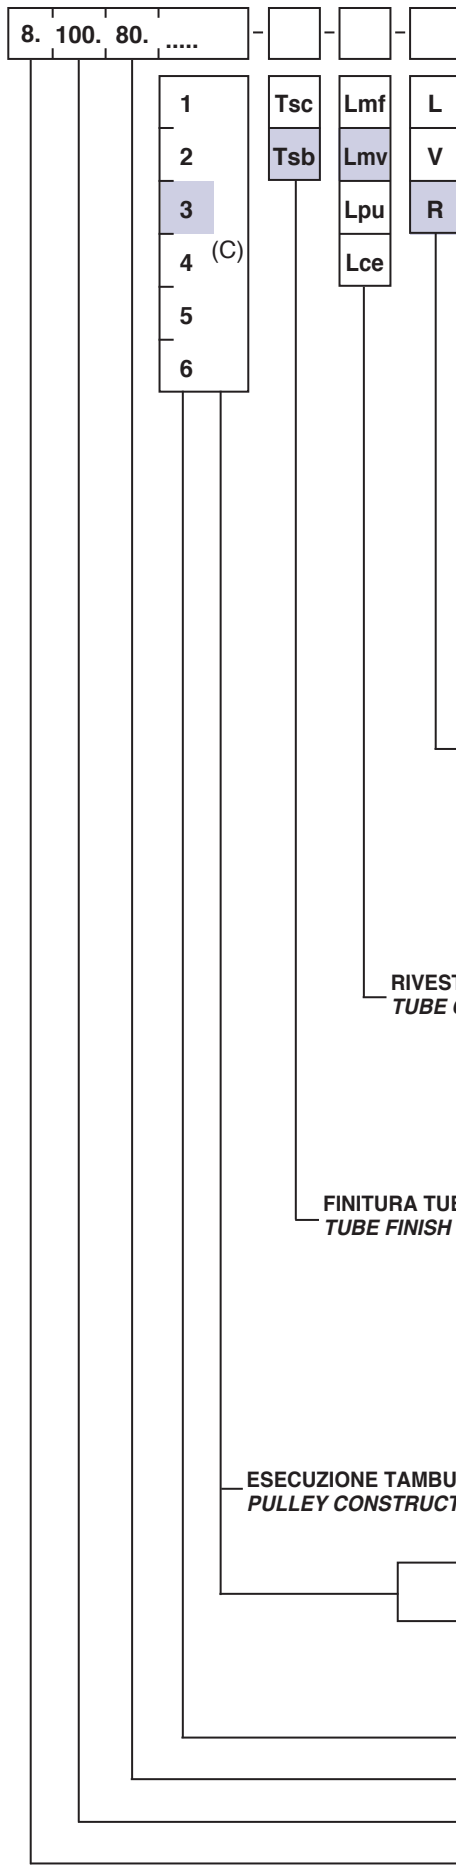 8. 100. 80. ..... - - -
1 Tsc Lmf L
2 Tsb Lmv V
3 Lpu R
(C)
4 Lce
5
6
RIVEST
TUBE
FINITURA TUB
TUBE FINISH
ESECUZIONE TAMBU
PULLEY CONSTRUCT